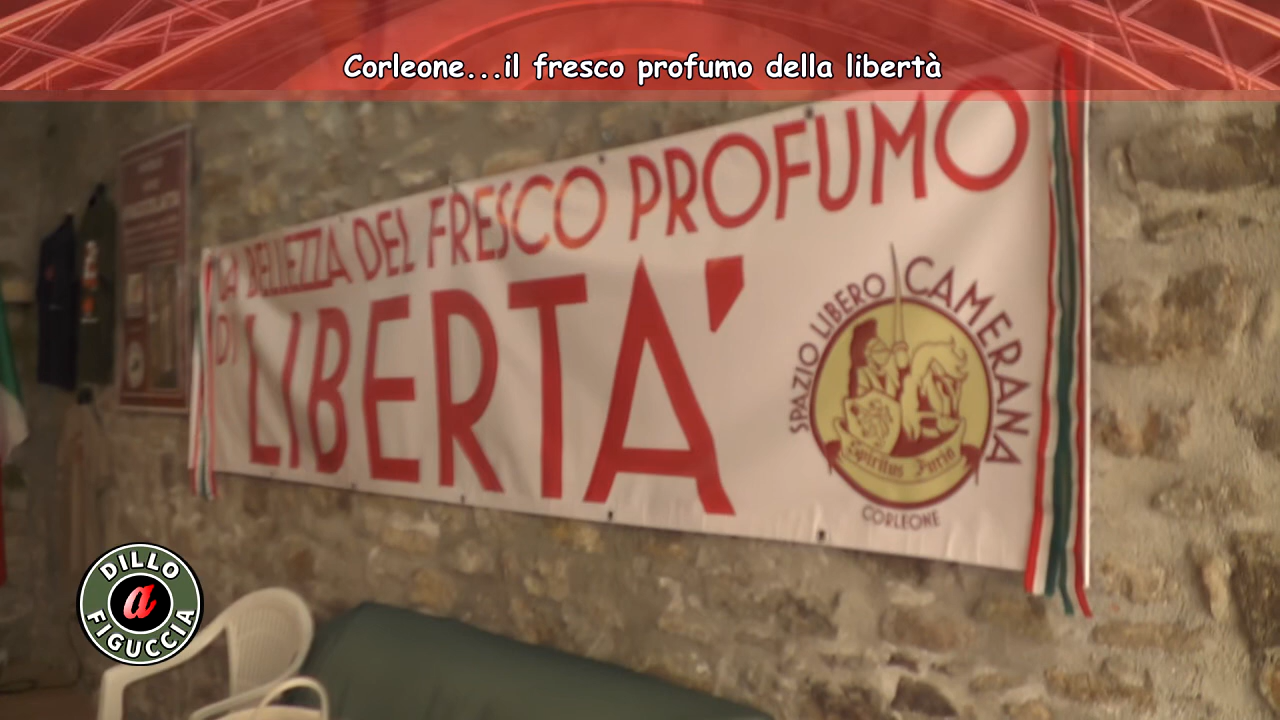 Corleone...il fresco profumo della libertà
LA BELLEZZA DEL FRESCO PROFUMO
DI LIBERTA'
SPAZIO LIBERO CAMERANA
Spiritus Furia
CORLEONE
DILLO
a
FIGUCCIA